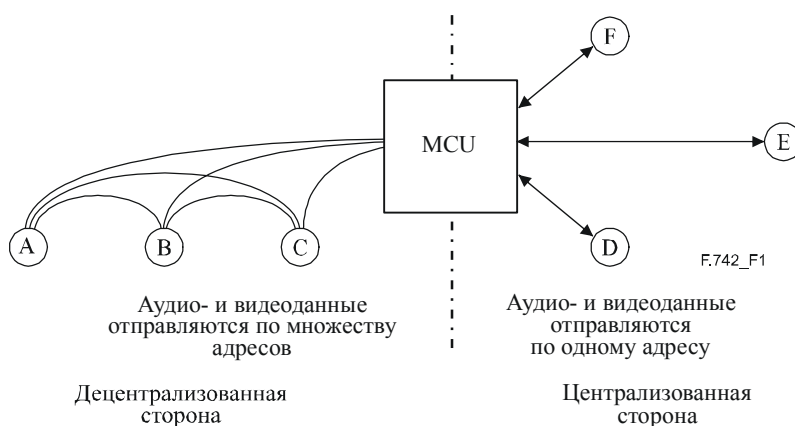 F
MCU
E
A
B
C
D
F.742_F1
Аудио- и видеоданные
отправляются по множеству
адресов
Аудио- и видеоданные
отправляются
по одному адресу
Децентрализованная
сторона
Централизованная
сторона